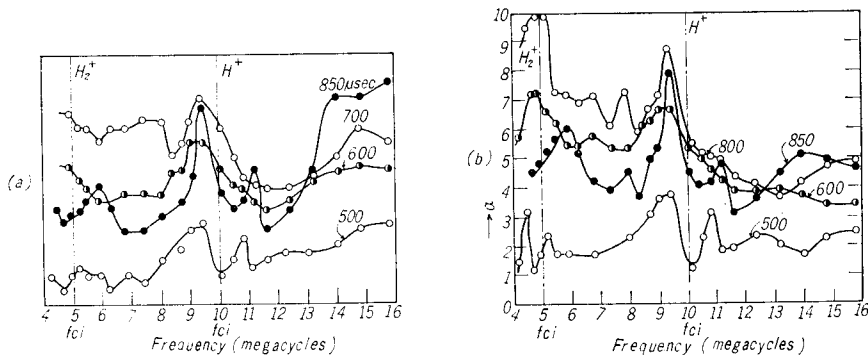 (a)
H₂⁺
H⁺
850μsec
700
600
500
4 5 6 7 8 9 10 11 12 13 14 15 16
fci fci
Frequency (megacycles)
(b)
→ α
10
9
8
7
6
5
4
3
2
1
0
H₂⁺
H⁺
800
850
600
500
4 5 6 7 8 9 10 11 12 13 14 15 16
fci fci
Frequency (megacycles)